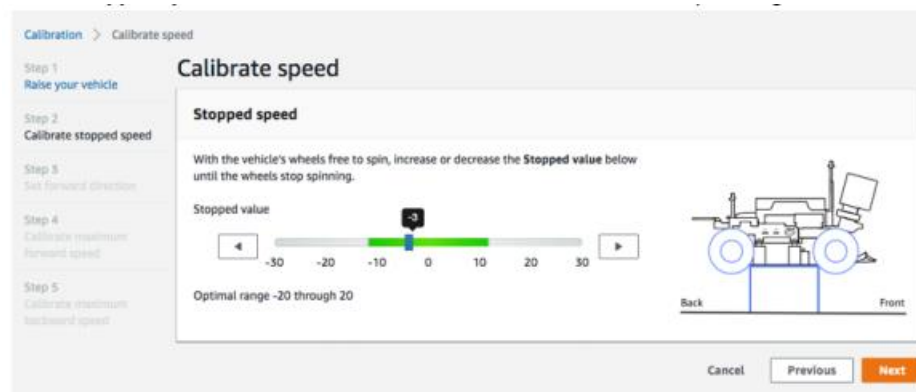 Calibration > Calibrate speed
Step 1
Raise your vehicle
Step 2
Calibrate stopped speed
Step 3
Set forward direction
Step 4
Calibrate maximum
forward speed
Step 5
Calibrate maximum
backward speed
Calibrate speed
Stopped speed
With the vehicle's wheels free to spin, increase or decrease the Stopped value below
until the wheels stop spinning.
Stopped value
-3
-30 -20 -10 0 10 20 30
Optimal range -20 through 20
Back Front
Cancel Previous Next